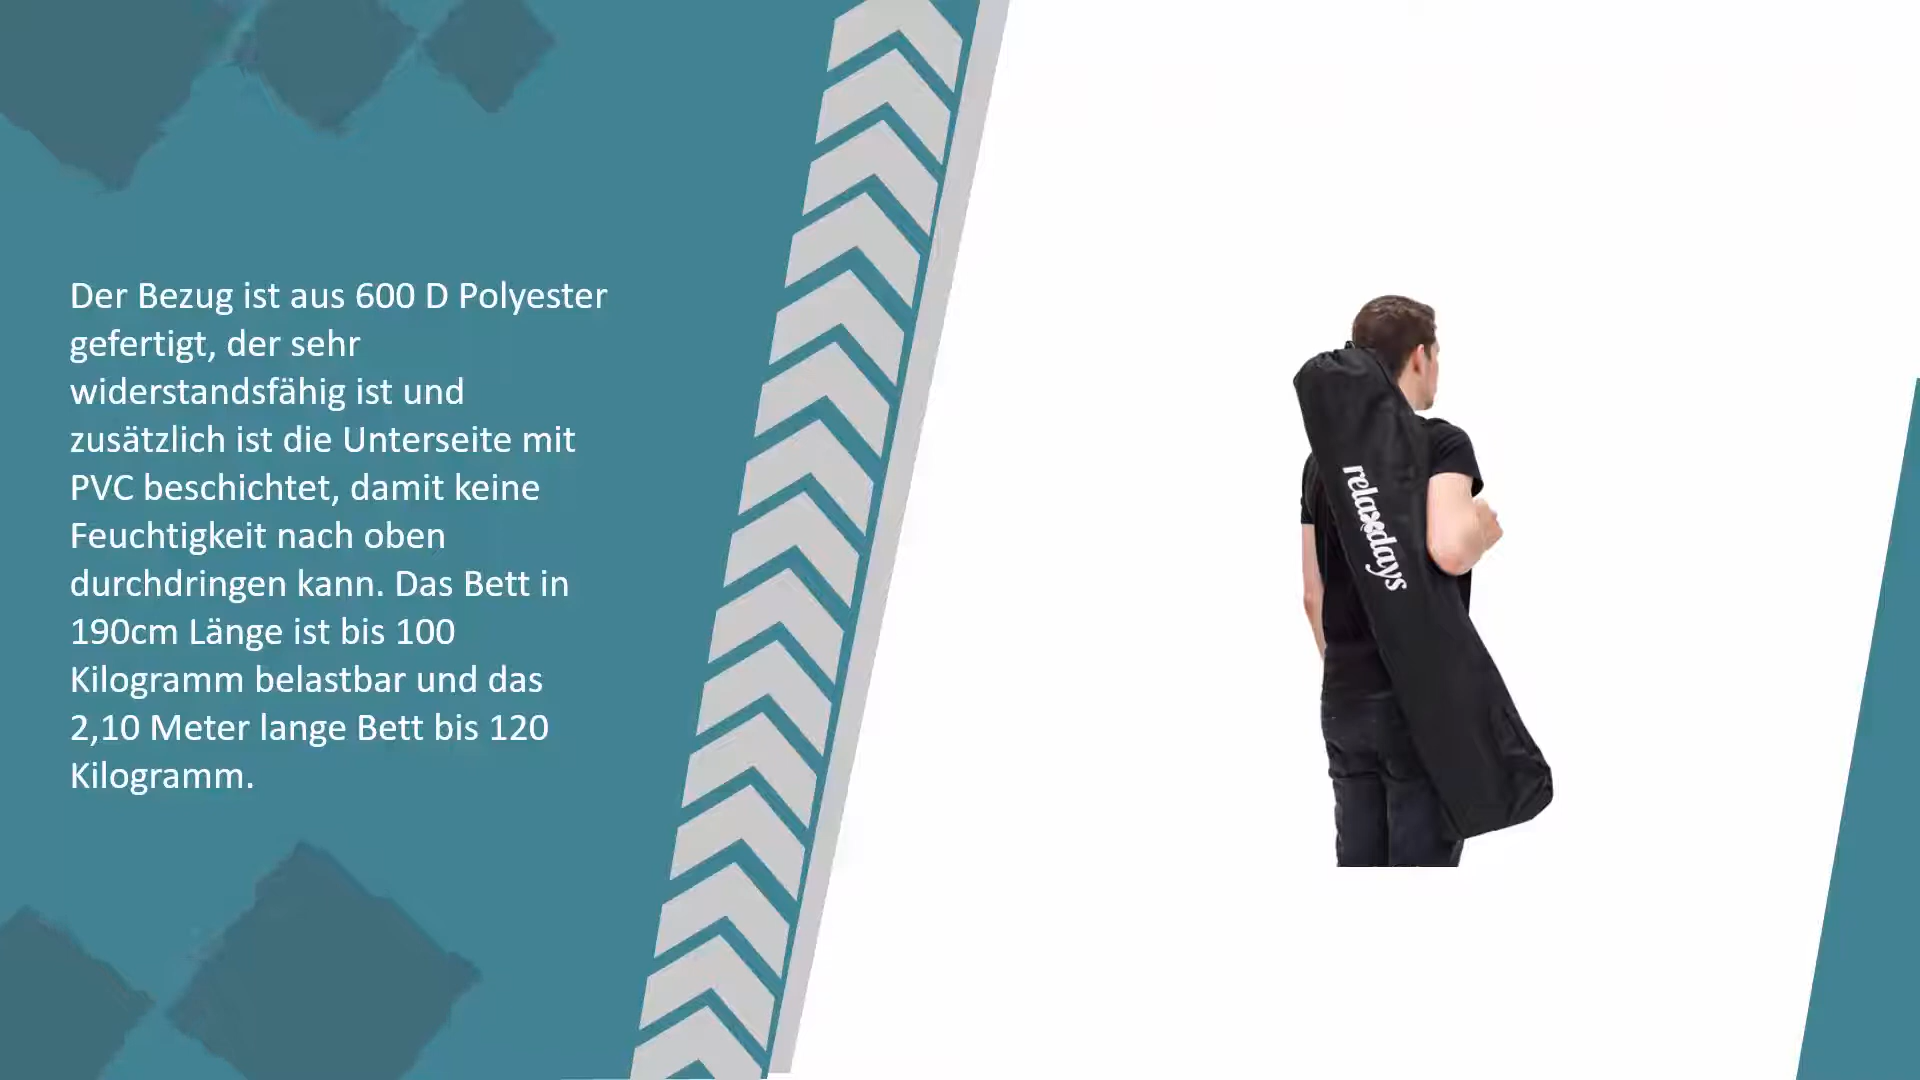 Der Bezug ist aus 600 D Polyester
gefertigt, der sehr
widerstandsfähig ist und
zusätzlich ist die Unterseite mit
PVC beschichtet, damit keine
Feuchtigkeit nach oben
durchdringen kann. Das Bett in
190cm Länge ist bis 100
Kilogramm belastbar und das
2,10 Meter lange Bett bis 120
Kilogramm.
relaxdays